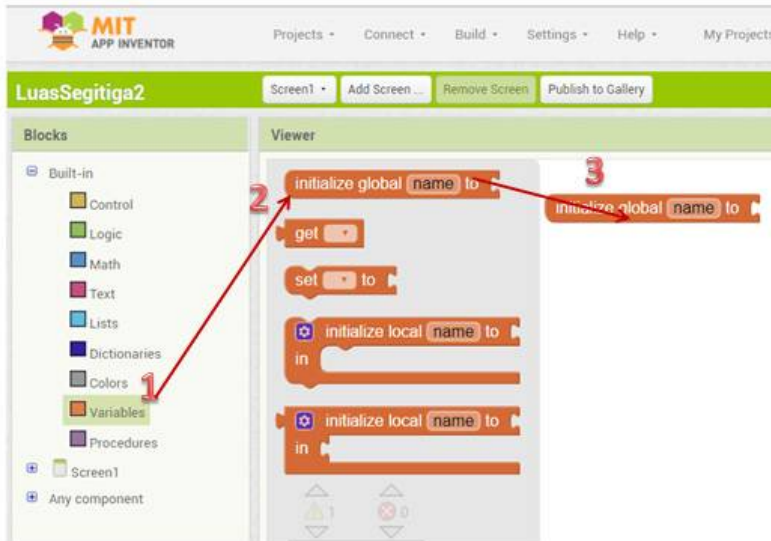 MIT
APP INVENTOR
Projects Connect Build Settings Help My Projects
LuasSegitiga2
Screen1 Add Screen ... Remove Screen Publish to Gallery
Blocks
Viewer
Built-in
Control
Logic
Math
Text
Lists
Dictionaries
Colors
Variables
Procedures
Screen1
Any component
1
2
3
initialize global name to
get
set to
initialize local name to
in
initialize local name to
in
1 0
initialize global name to